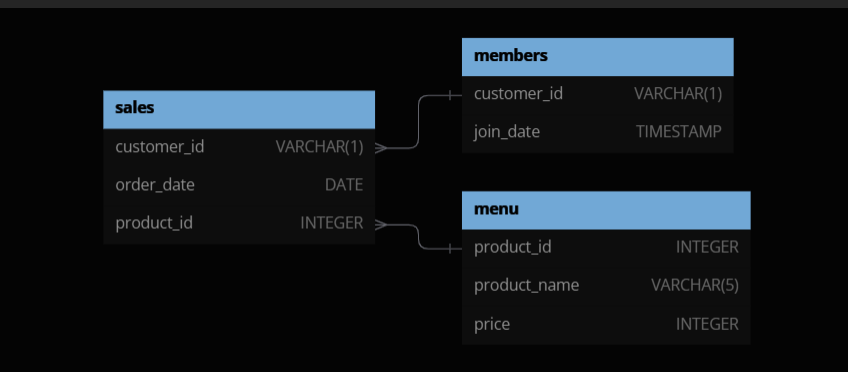 sales
customer_id VARCHAR(1)
order_date DATE
product_id INTEGER
members
customer_id VARCHAR(1)
join_date TIMESTAMP
menu
product_id INTEGER
product_name VARCHAR(5)
price INTEGER